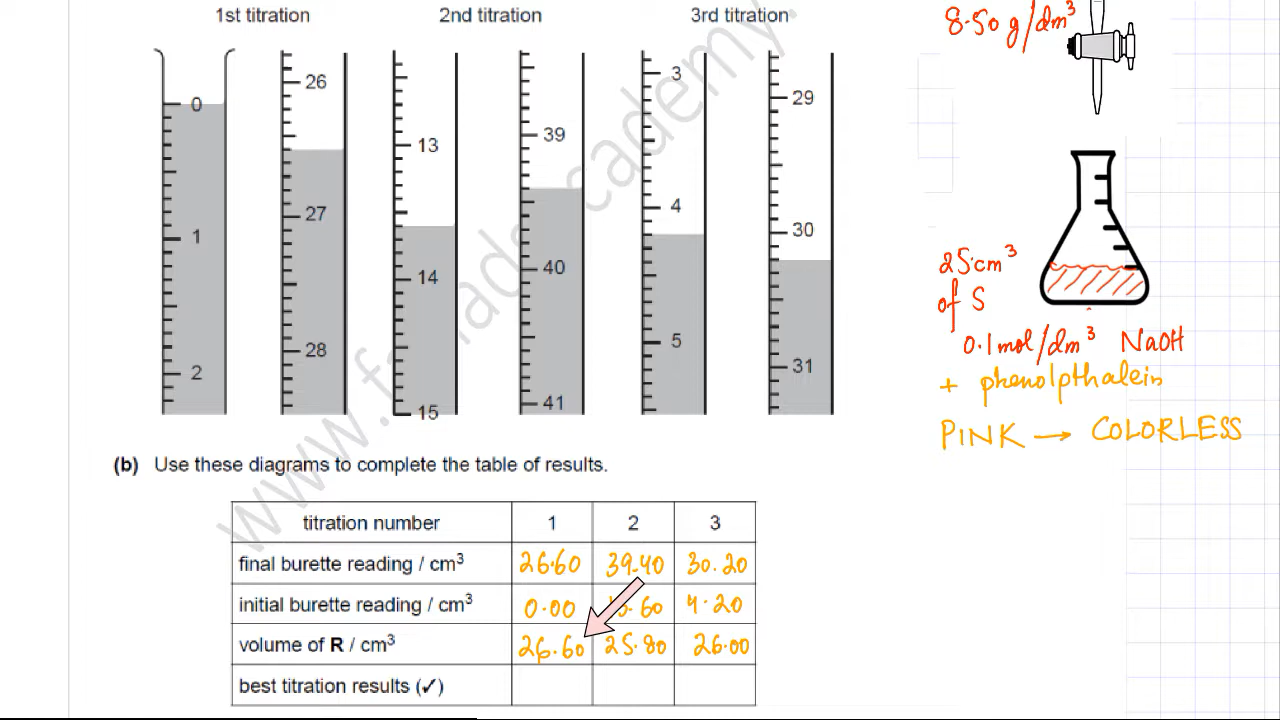 1st titration 2nd titration 3rd titration
8.50 g/dm³
0
1
2
26
27
28
13
14
15
39
40
41
3
4
5
29
30
31
25 cm³
of S
0.1 mol/dm³ NaOH
+ phenolpthalein
PINK → COLORLESS
(b) Use these diagrams to complete the table of results.
titration number 1 2 3
final burette reading / cm³ 26.60 39.40 30.20
initial burette reading / cm³ 0.00 .60 4.20
volume of R / cm³ 26.60 25.80 26.00
best titration results (✓)